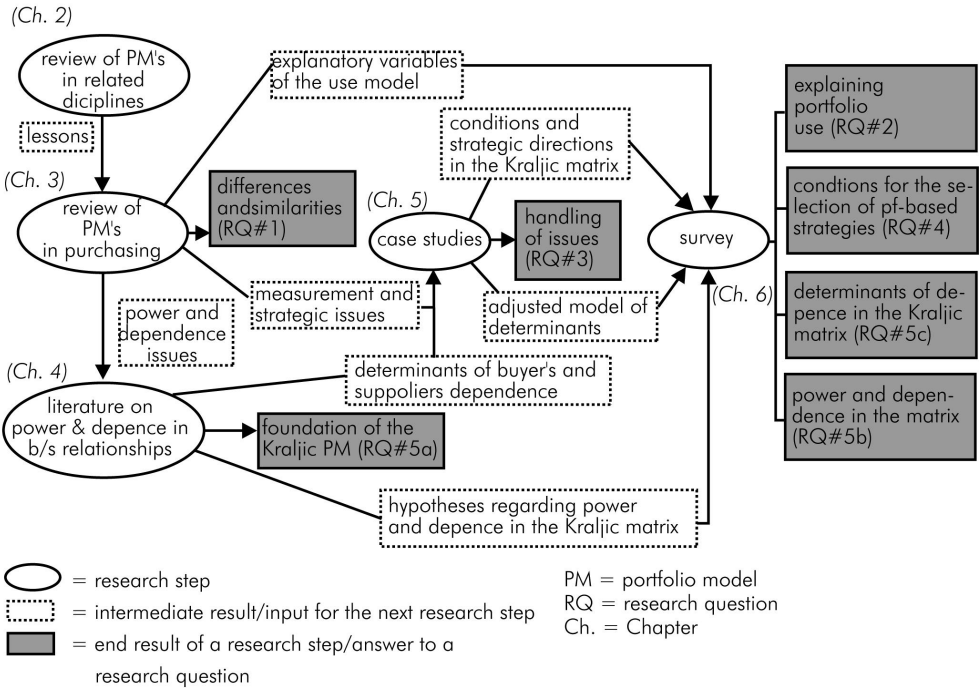 (Ch. 2)
review of PM's
in related
diciplines
lessons
(Ch. 3)
review of
PM's
in purchasing
explanatory variables
of the use model
differences
andsimilarities
(RQ#1)
measurement and
strategic issues
power and
dependence
issues
(Ch. 4)
literature on
power & depence in
b/s relationships
foundation of the
Kraljic PM (RQ#5a)
determinants of buyer's and
suppoliers dependence
hypotheses regarding power
and depence in the Kraljic matrix
(Ch. 5)
case studies
conditions and
strategic directions
in the Kraljic matrix
handling
of issues
(RQ#3)
adjusted model of
determinants
survey
(Ch. 6)
explaining
portfolio
use (RQ#2)
condtions for the se-
lection of pf-based
strategies (RQ#4)
determinants of de-
pence in the Kraljic
matrix (RQ#5c)
power and depen-
dence in the matrix
(RQ#5b)
= research step
= intermediate result/input for the next research step
= end result of a research step/answer to a
research question
PM = portfolio model
RQ = research question
Ch. = Chapter